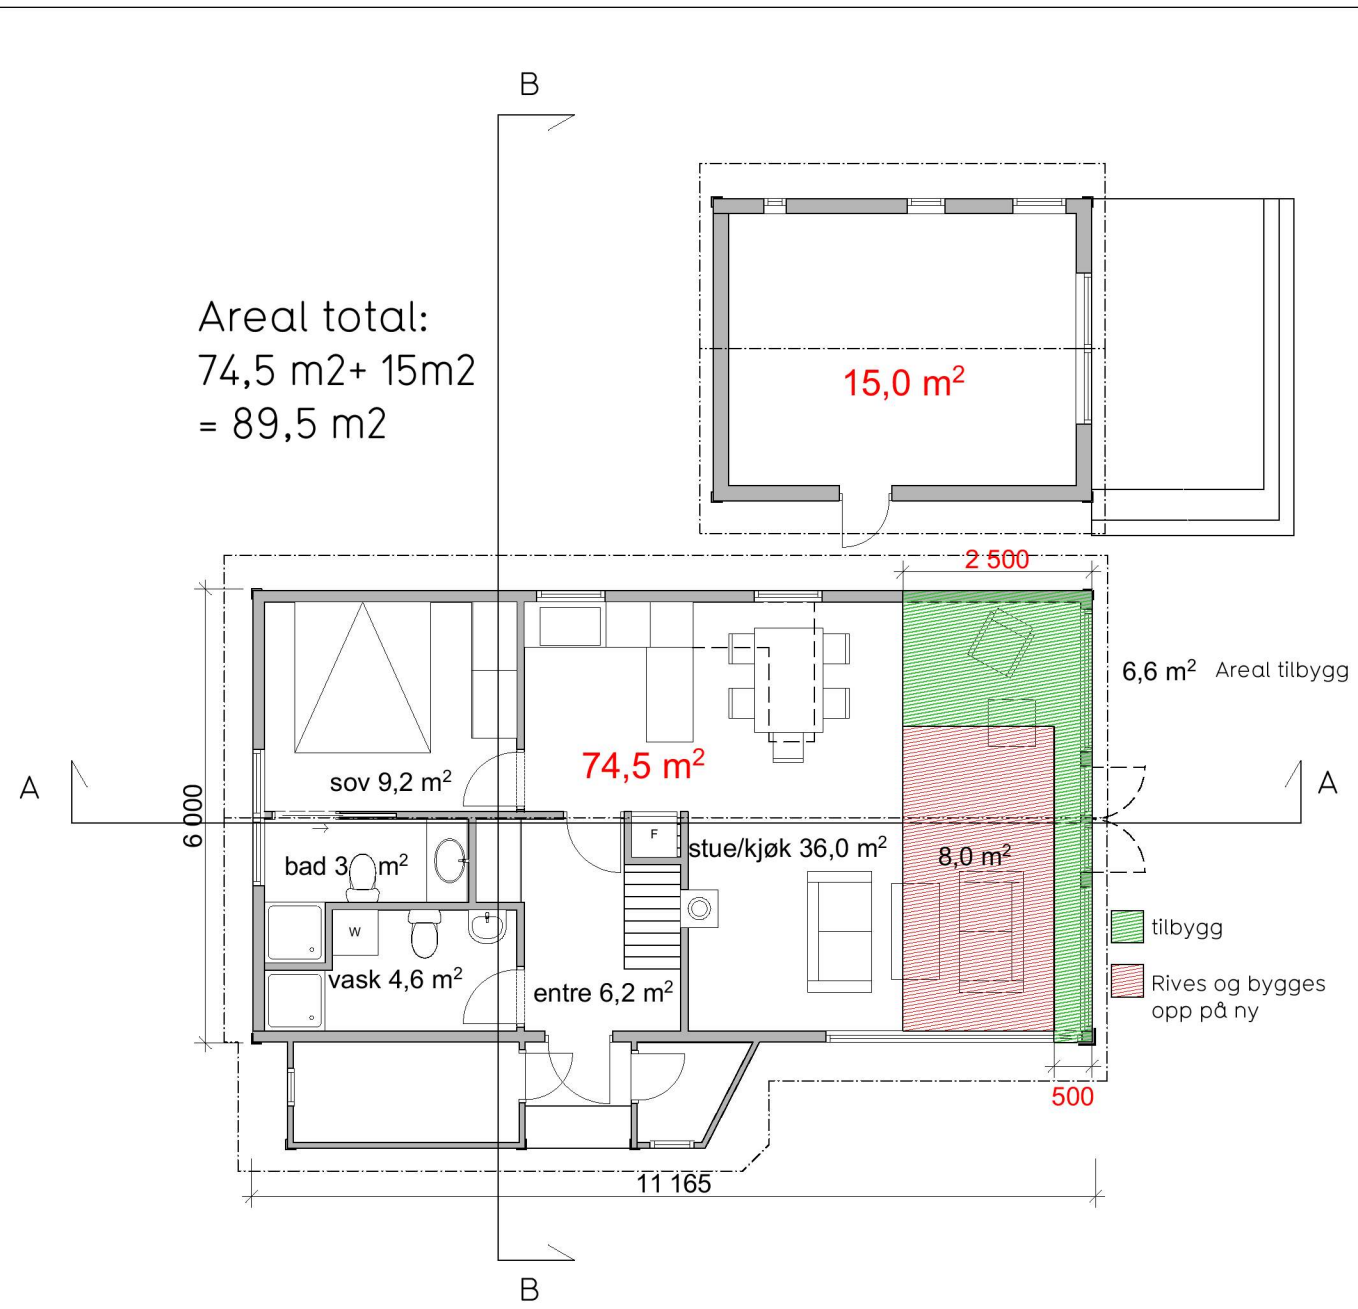 B
Areal total:
74,5 m2+ 15m2
= 89,5 m2
15,0 m²
2 500
6,6 m² Areal tilbygg
sov 9,2 m²
74,5 m²
A
A
6 000
F
bad 3, m²
stue/kjøk 36,0 m²
8,0 m²
W
tilbygg
vask 4,6 m²
entre 6,2 m²
Rives og bygges
opp på ny
500
11 165
B